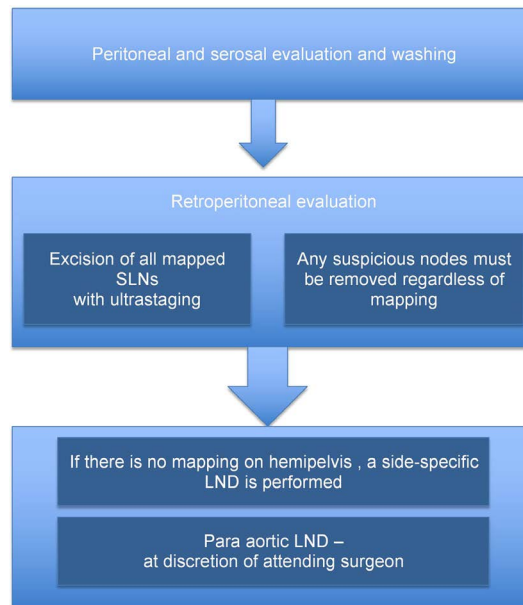 Peritoneal and serosal evaluation and washing
Retroperitoneal evaluation
Excision of all mapped
SLNs
with ultrastaging
Any suspicious nodes must
be removed regardless of
mapping
If there is no mapping on hemipelvis , a side-specific
LND is performed
Para aortic LND –
at discretion of attending surgeon